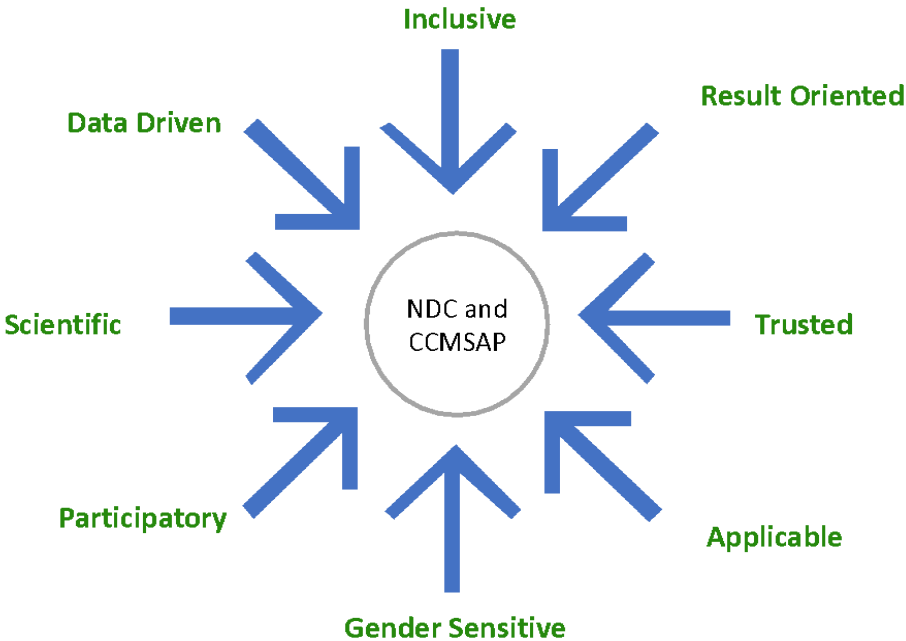 Inclusive
Result Oriented
Data Driven
NDC and
CCMSAP
Scientific
Trusted
Participatory
Applicable
Gender Sensitive